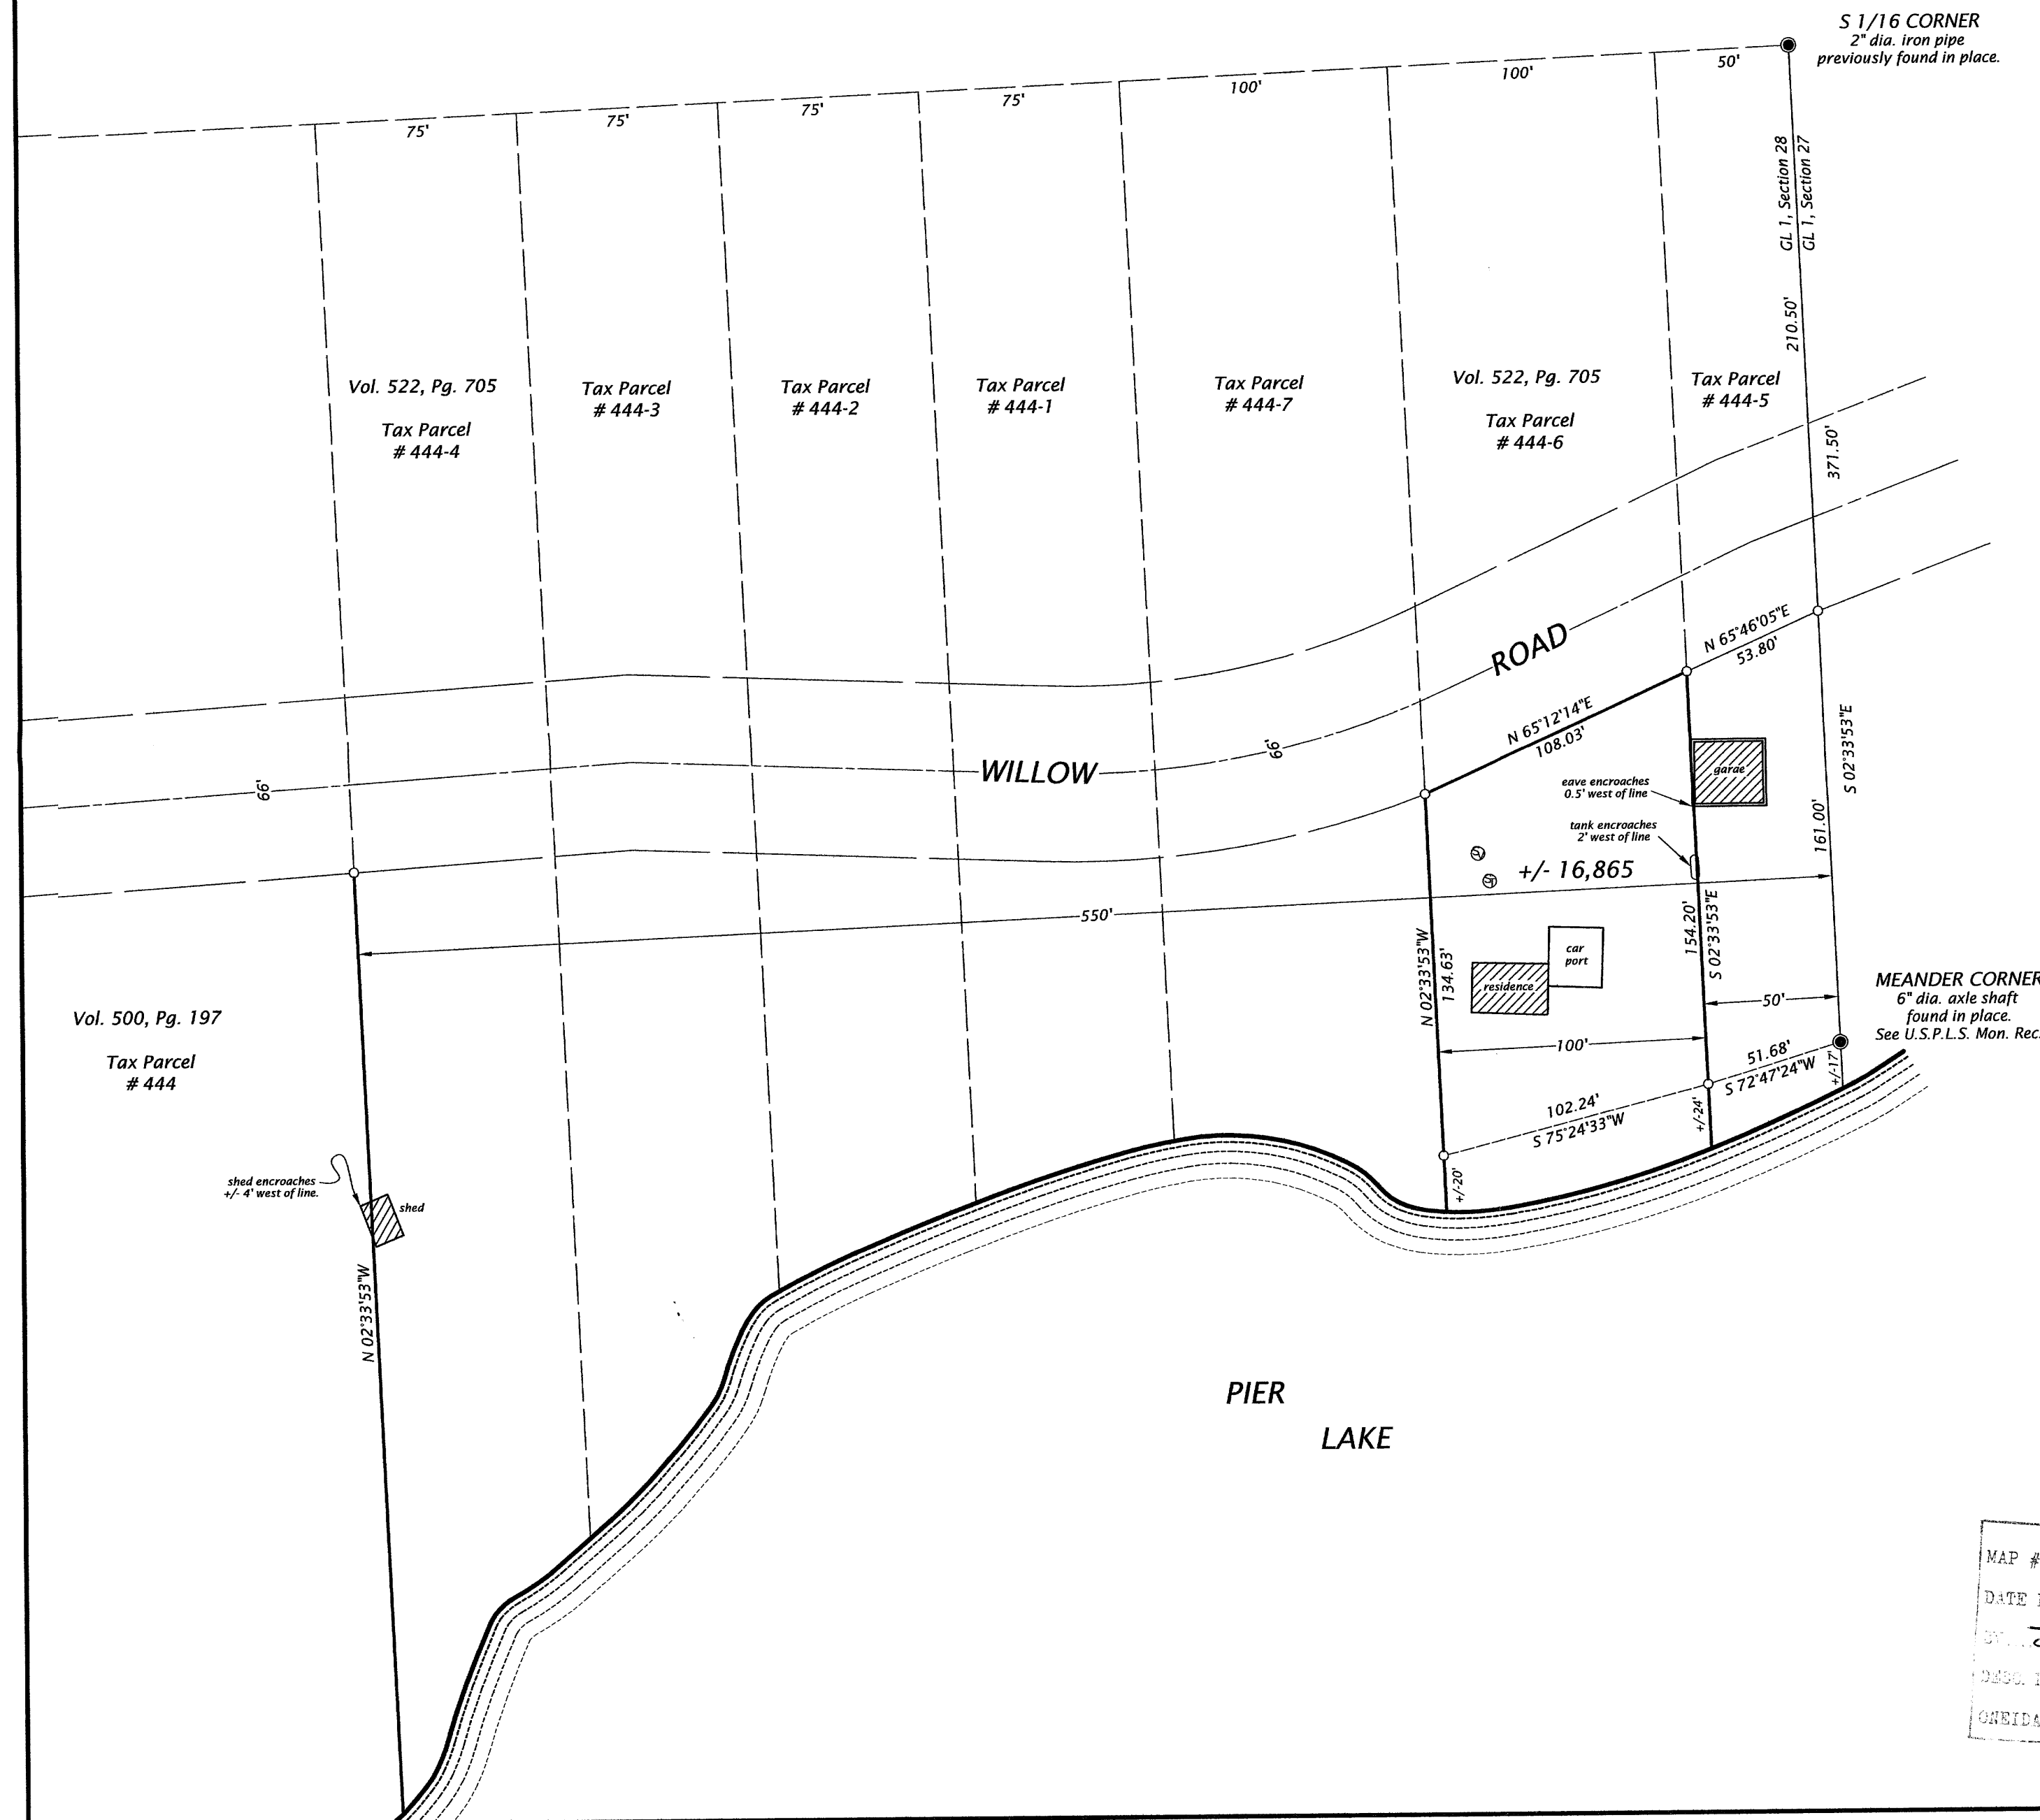 S 1/16 CORNER
2" dia. iron pipe
previously found in place.
75'
75'
75'
75'
100'
100'
50'
GL 1, Section 28
GL 1, Section 27
210.50'
371.50'
Vol. 522, Pg. 705
Tax Parcel
# 444-4
Tax Parcel
# 444-3
Tax Parcel
# 444-2
Tax Parcel
# 444-1
Tax Parcel
# 444-7
Vol. 522, Pg. 705
Tax Parcel
# 444-6
Tax Parcel
# 444-5
WILLOW
ROAD
66'
66'
N 65°46'05"E
53.80'
N 65°12'14"E
108.03'
S 02°33'53"E
161.00'
garae
eave encroaches
0.5' west of line
tank encroaches
2' west of line
+/- 16,865
550'
154.20'
S 02°33'53"E
N 02°33'53"W
134.63'
car
port
residence
50'
100'
MEANDER CORNER
6" dia. axle shaft
found in place.
See U.S.P.L.S. Mon. Rec.
51.68'
S 72°47'24"W
+/-17'
102.24'
S 75°24'33"W
+/-24'
+/-20'
Vol. 500, Pg. 197
Tax Parcel
# 444
shed encroaches
+/- 4' west of line.
shed
N 02°33'53"W
PIER
LAKE
MAP #
DATE
BY
DESC.
ONEIDA